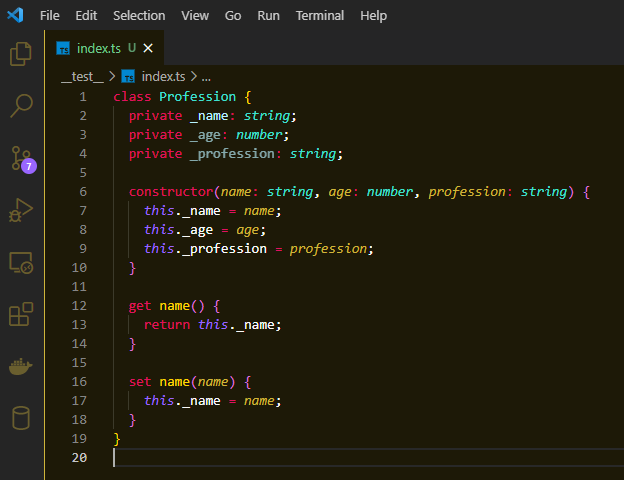 File Edit Selection View Go Run Terminal Help
TS index.ts U ×
__test__ > TS index.ts > ...
1 class Profession {
2   private _name: string;
3   private _age: number;
4   private _profession: string;
5
6   constructor(name: string, age: number, profession: string) {
7     this._name = name;
8     this._age = age;
9     this._profession = profession;
10   }
11
12   get name() {
13     return this._name;
14   }
15
16   set name(name) {
17     this._name = name;
18   }
19 }
20
7